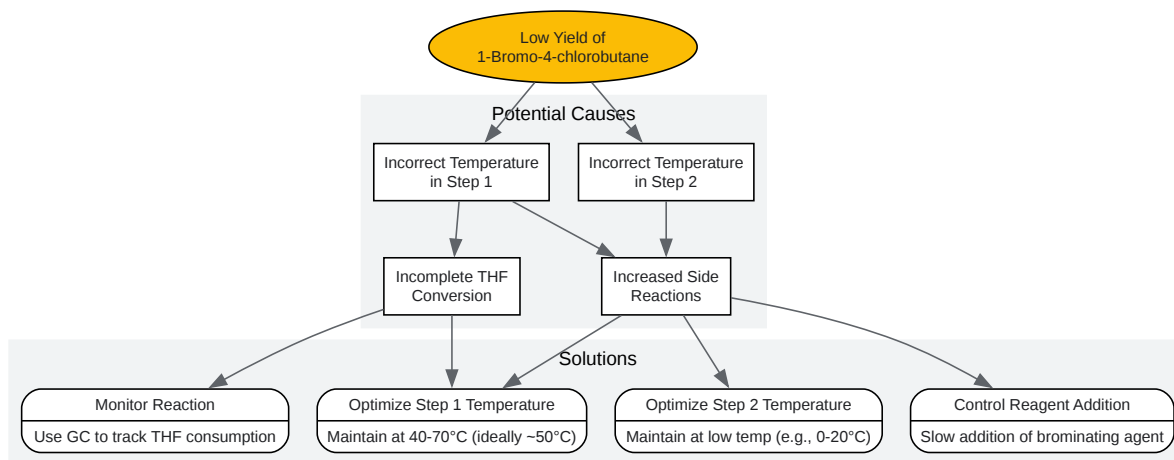 Low Yield of
1-Bromo-4-chlorobutane
Potential Causes
Incorrect Temperature
in Step 1
Incorrect Temperature
in Step 2
Incomplete THF
Conversion
Increased Side
Reactions
Solutions
Monitor Reaction
Use GC to track THF consumption
Optimize Step 1 Temperature
Maintain at 40-70°C (ideally ~50°C)
Optimize Step 2 Temperature
Maintain at low temp (e.g., 0-20°C)
Control Reagent Addition
Slow addition of brominating agent